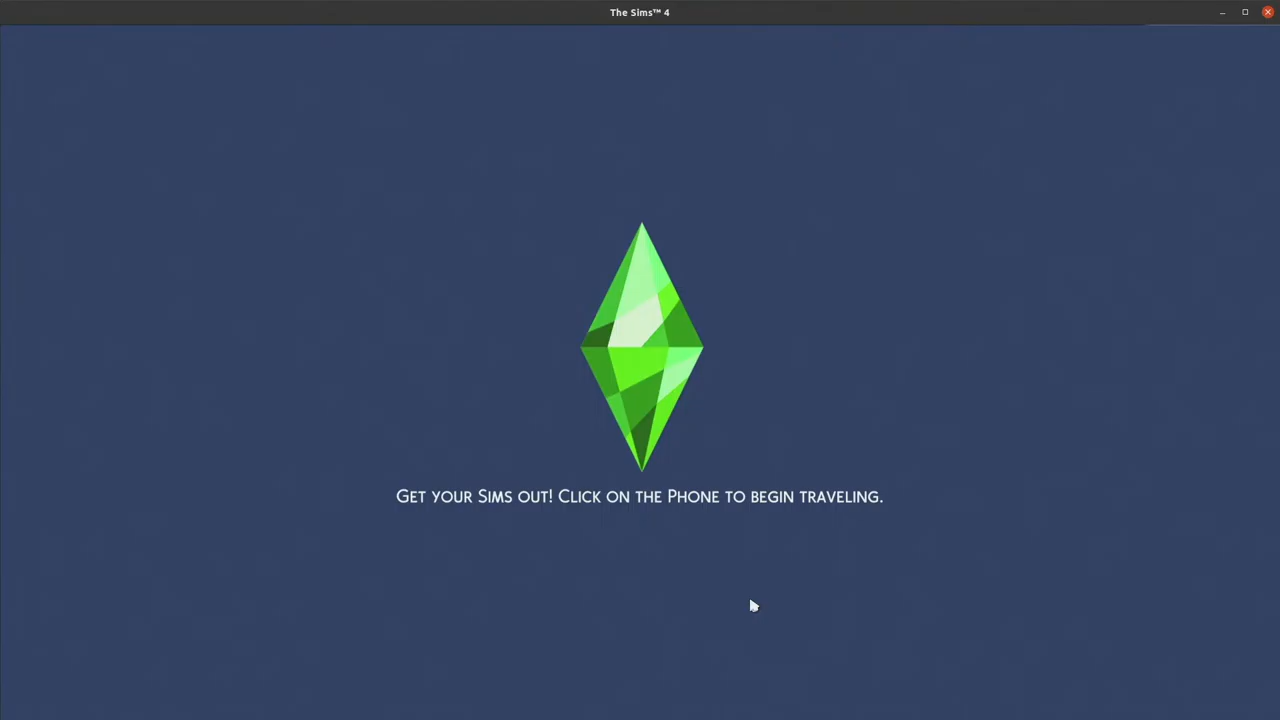 The Sims™ 4
Get your Sims out! Click on the Phone to begin traveling.